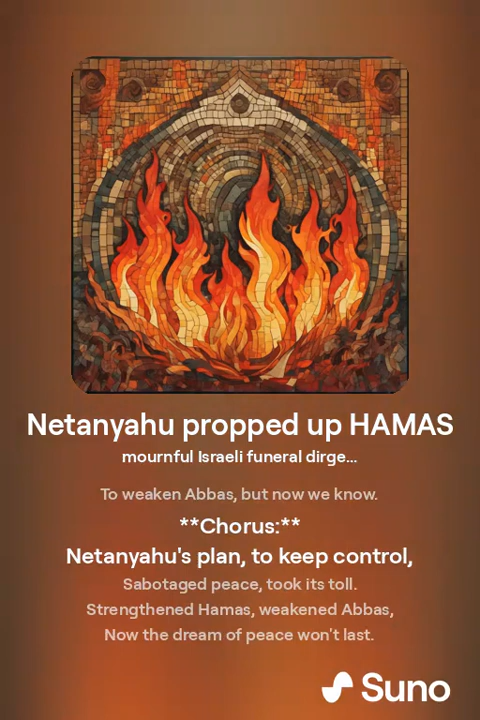 Netanyahu propped up HAMAS
mournful Israeli funeral dirge...
To weaken Abbas, but now we know.
**Chorus:**
Netanyahu's plan, to keep control,
Sabotaged peace, took its toll.
Strengthened Hamas, weakened Abbas,
Now the dream of peace won't last.
Suno